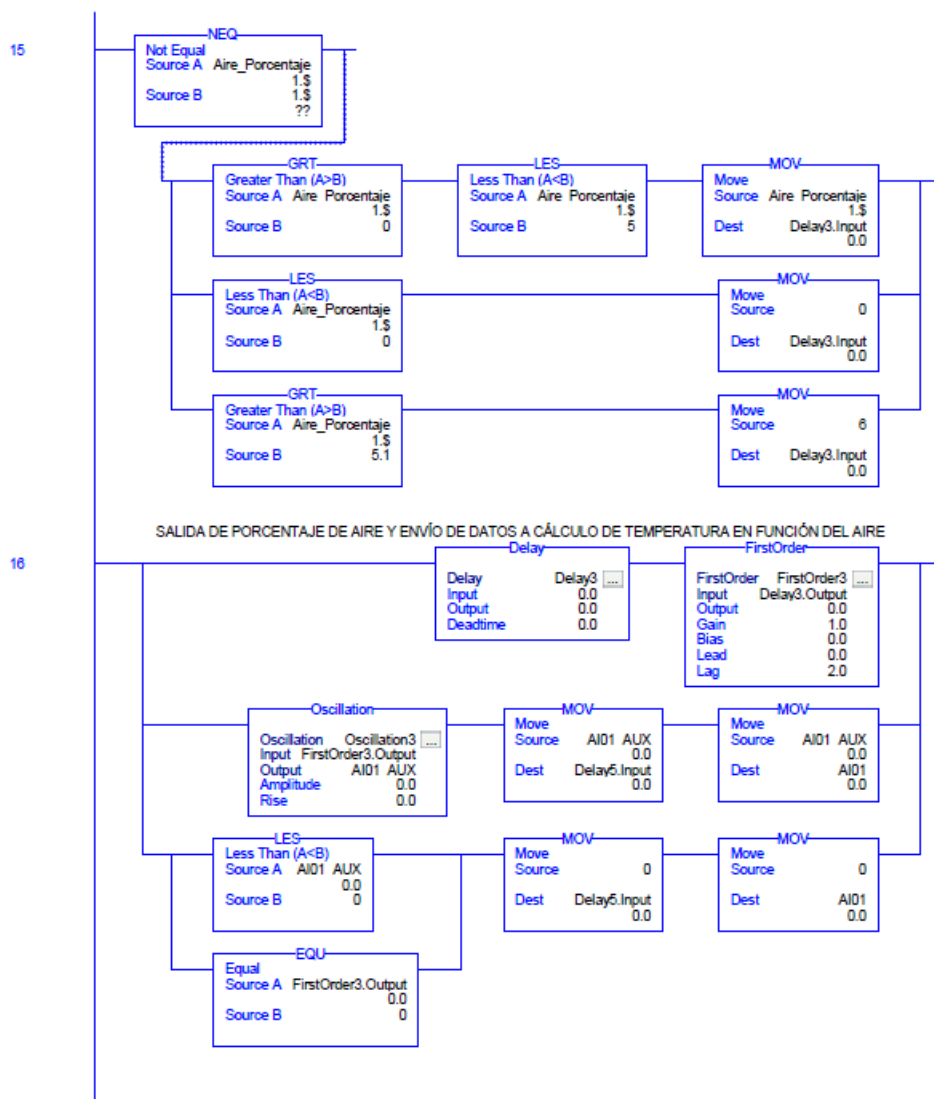 15
NEQ
Not Equal
Source A Aire_Porcentaje
1.$
Source B 1.$
??
GRT
Greater Than (A>B)
Source A Aire_Porcentaje
1.$
Source B 0
LES
Less Than (A<B)
Source A Aire_Porcentaje
1.$
Source B 5
MOV
Move
Source Aire_Porcentaje
1.$
Dest Delay3.Input
0.0
LES
Less Than (A<B)
Source A Aire_Porcentaje
1.$
Source B 0
MOV
Move
Source 0
Dest Delay3.Input
0.0
GRT
Greater Than (A>B)
Source A Aire_Porcentaje
1.$
Source B 5.1
MOV
Move
Source 6
Dest Delay3.Input
0.0
SALIDA DE PORCENTAJE DE AIRE Y ENVÍO DE DATOS A CÁLCULO DE TEMPERATURA EN FUNCIÓN DEL AIRE
16
Delay
Delay Delay3 ...
Input 0.0
Output 0.0
Deadtime 0.0
FirstOrder
FirstOrder FirstOrder3 ...
Input Delay3.Output
Output 0.0
Gain 1.0
Bias 0.0
Lead 0.0
Lag 2.0
Oscillation
Oscillation Oscillation3 ...
Input FirstOrder3.Output
Output AI01_AUX
Amplitude 0.0
Rise 0.0
MOV
Move
Source AI01_AUX
0.0
Dest Delay5.Input
0.0
MOV
Move
Source AI01_AUX
0.0
Dest AI01
0.0
LES
Less Than (A<B)
Source A AI01_AUX
0.0
Source B 0
MOV
Move
Source 0
Dest Delay5.Input
0.0
MOV
Move
Source 0
Dest AI01
0.0
EQU
Equal
Source A FirstOrder3.Output
0.0
Source B 0